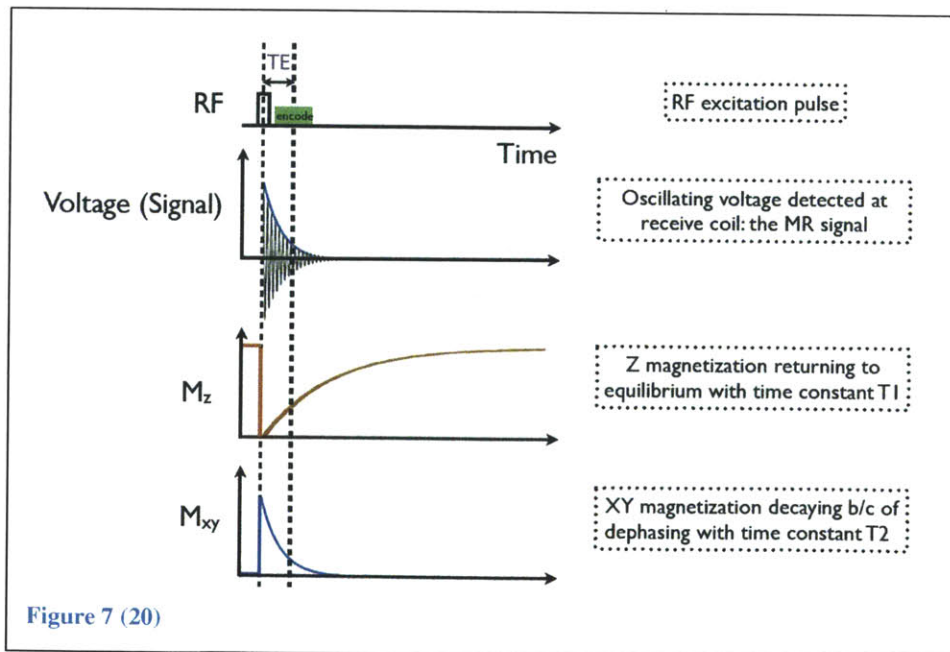 TE
RF
encode
RF excitation pulse
Time
Voltage (Signal)
Oscillating voltage detected at
receive coil: the MR signal
Mz
Z magnetization returning to
equilibrium with time constant T1
Mxy
XY magnetization decaying b/c of
dephasing with time constant T2
Figure 7 (20)